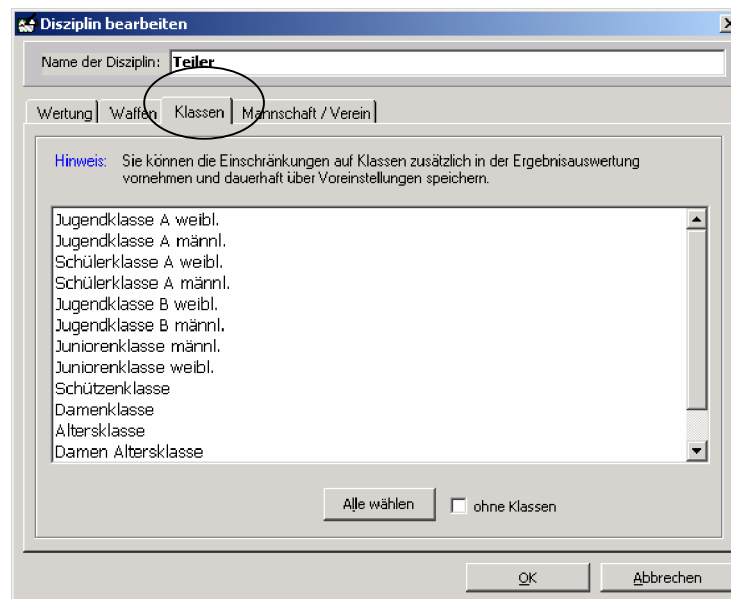 Disziplin bearbeiten
Name der Disziplin: Teiler
Wertung Waffen Klassen Mannschaft / Verein
Hinweis: Sie können die Einschränkungen auf Klassen zusätzlich in der Ergebnisauswertung
vornehmen und dauerhaft über Voreinstellungen speichern.
Jugendklasse A weibl.
Jugendklasse A männl.
Schülerklasse A weibl.
Schülerklasse A männl.
Jugendklasse B weibl.
Jugendklasse B männl.
Juniorenklasse männl.
Juniorenklasse weibl.
Schützenklasse
Damenklasse
Altersklasse
Damen Altersklasse
Alle wählen ohne Klassen
OK Abbrechen